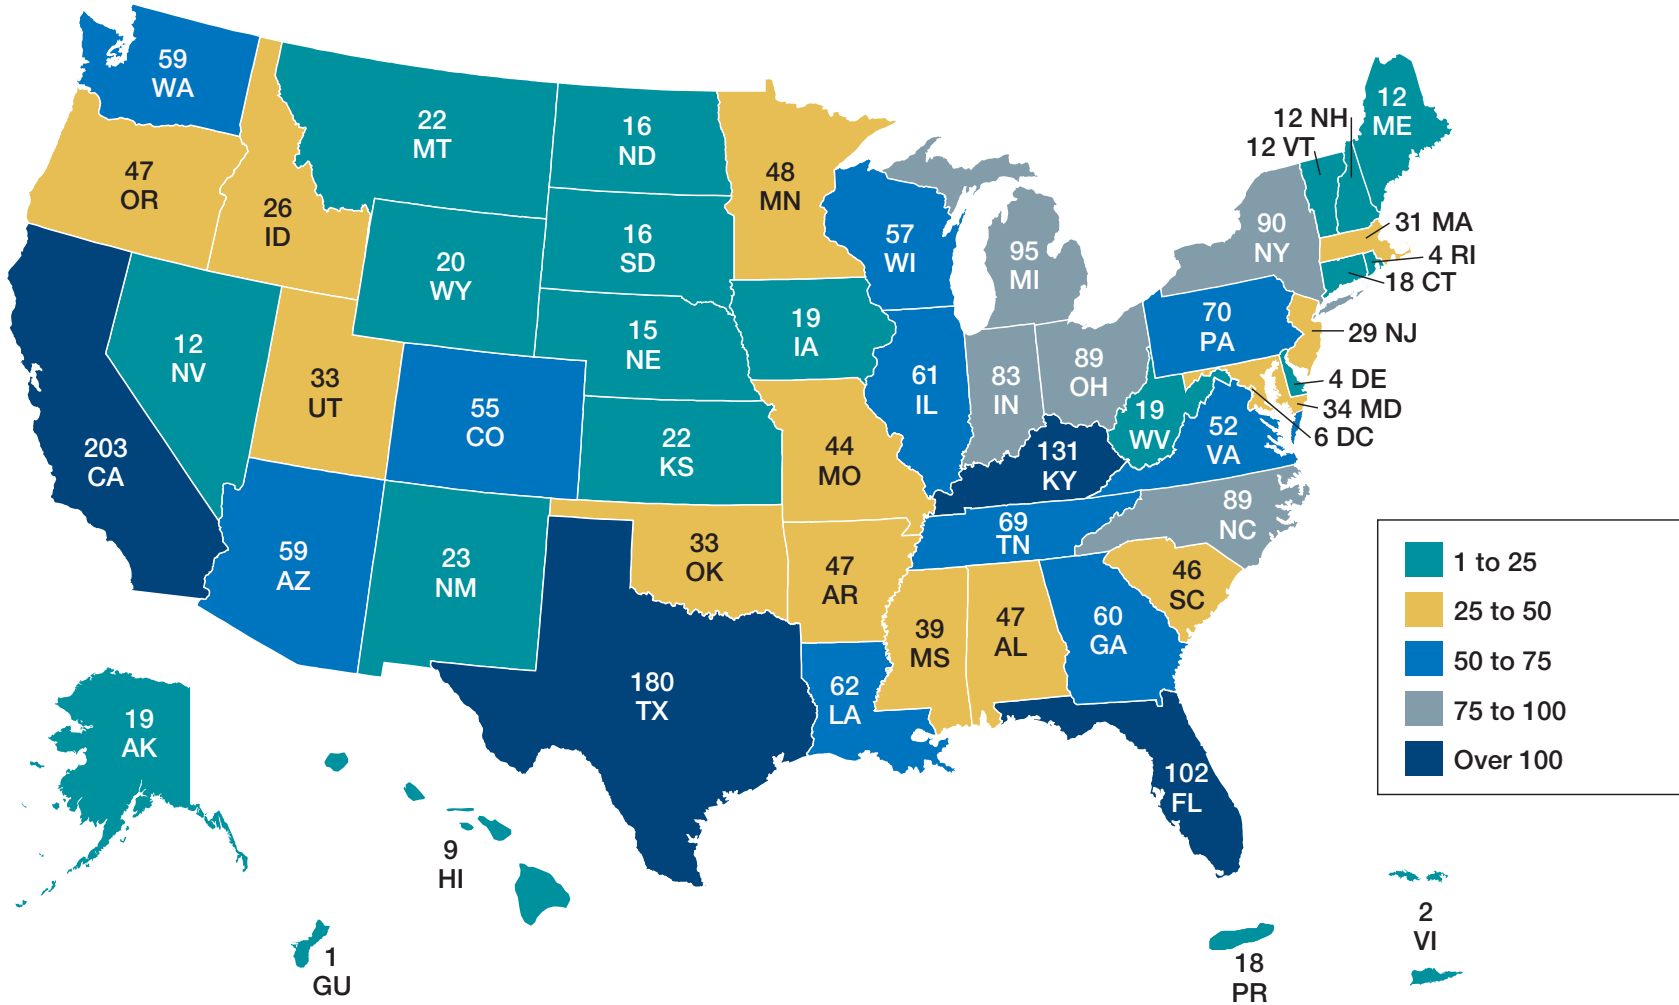 59
WA
47
OR
26
ID
22
MT
16
ND
48
MN
12 NH
12 VT
12
ME
20
WY
16
SD
57
WI
95
MI
90
NY
31 MA
4 RI
18 CT
12
NV
33
UT
15
NE
19
IA
61
IL
83
IN
89
OH
70
PA
29 NJ
4 DE
34 MD
6 DC
203
CA
55
CO
22
KS
44
MO
131
KY
19
WV
52
VA
59
AZ
23
NM
33
OK
47
AR
69
TN
89
NC
46
SC
180
TX
62
LA
39
MS
47
AL
60
GA
102
FL
1 to 25
25 to 50
50 to 75
75 to 100
Over 100
19
AK
9
HI
1
GU
18
PR
2
VI